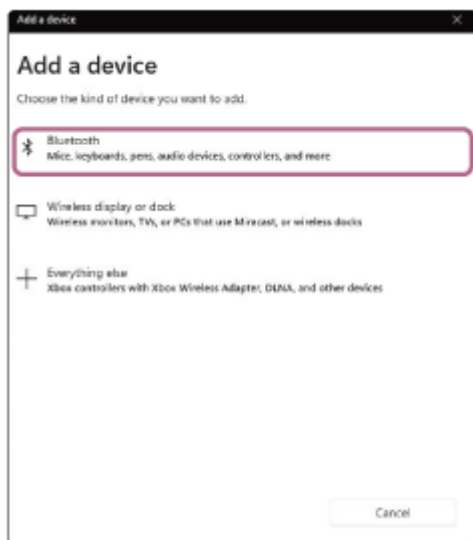 Add a device
Add a device
Choose the kind of device you want to add.
Bluetooth
Mice, keyboards, pens, audio devices, controllers, and more
Wireless display or dock
Wireless monitors, TVs, or PCs that use Miracast, or wireless docks
Everything else
Xbox controllers with Xbox Wireless Adapter, DLNA, and other devices
Cancel